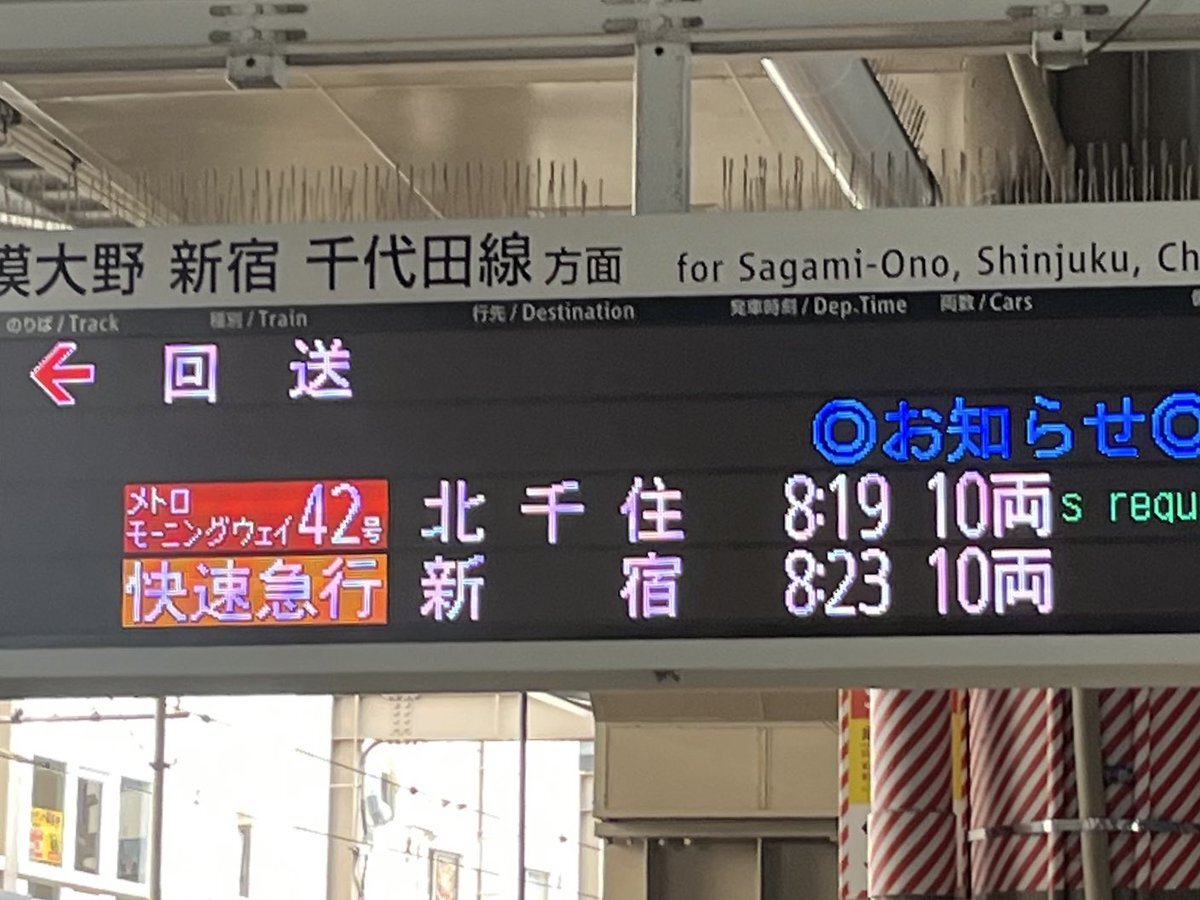 模大野 新宿 千代田線 方面 for Sagami-Ono, Shinjuku, Ch
のりば/Track 種別/Train 行先/Destination 発車時刻/Dep.Time 両数/Cars
← 回送
◎お知らせ◎
メトロモーニングウェイ42号 北千住 8:19 10両 s requ
快速急行 新宿 8:23 10両